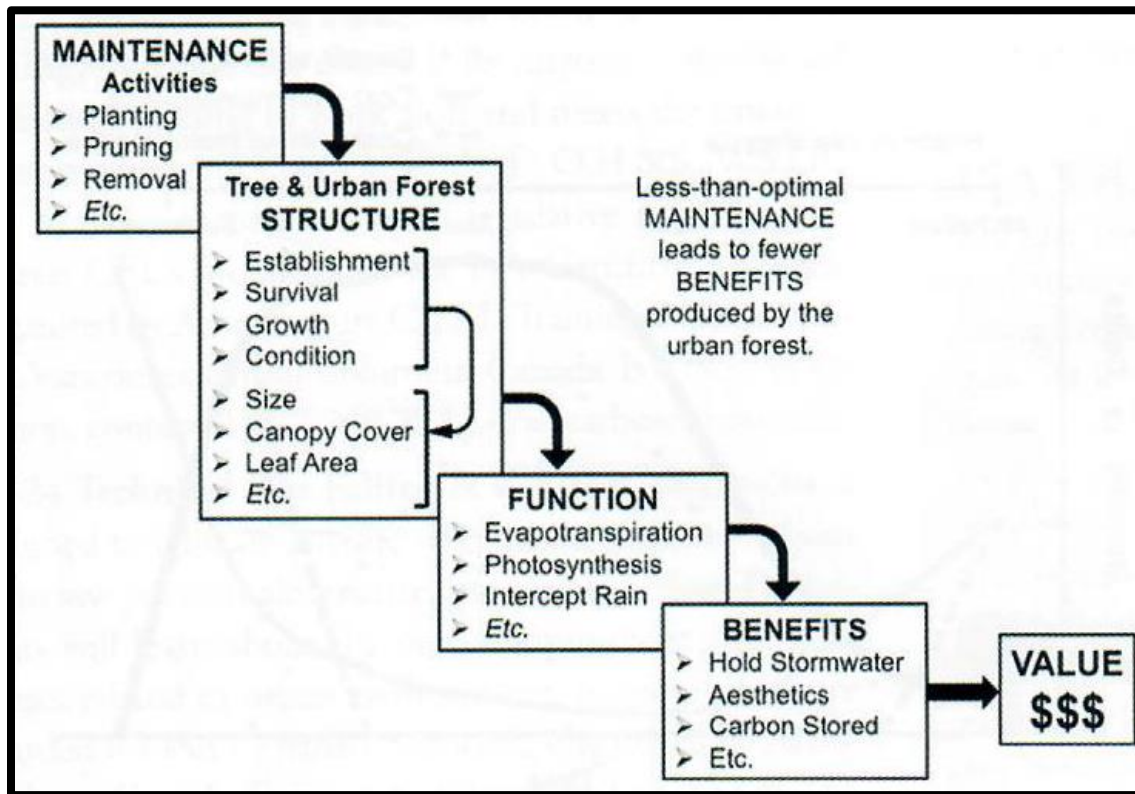 MAINTENANCE
Activities
➤ Planting
➤ Pruning
➤ Removal
➤ Etc.
Tree & Urban Forest
STRUCTURE
➤ Establishment
➤ Survival
➤ Growth
➤ Condition
➤ Size
➤ Canopy Cover
➤ Leaf Area
➤ Etc.
Less-than-optimal
MAINTENANCE
leads to fewer
BENEFITS
produced by the
urban forest.
FUNCTION
➤ Evapotranspiration
➤ Photosynthesis
➤ Intercept Rain
➤ Etc.
BENEFITS
➤ Hold Stormwater
➤ Aesthetics
➤ Carbon Stored
➤ Etc.
VALUE
$$$